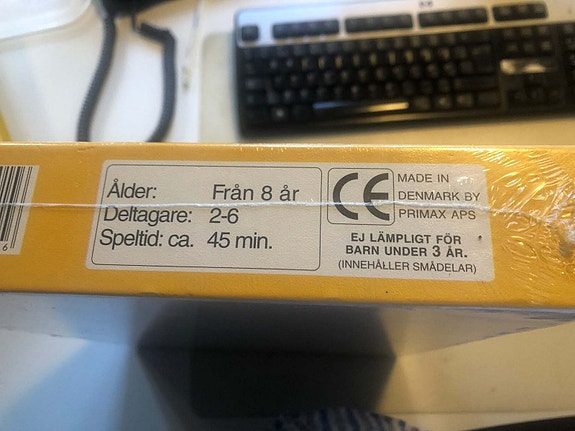 Ålder: Från 8 år
Deltagare: 2-6
Speltid: ca. 45 min.
CE
MADE IN
DENMARK BY
PRIMAX APS
EJ LÄMPLIGT FÖR
BARN UNDER 3 ÅR.
(INNEHÅLLER SMÅDELAR)
6